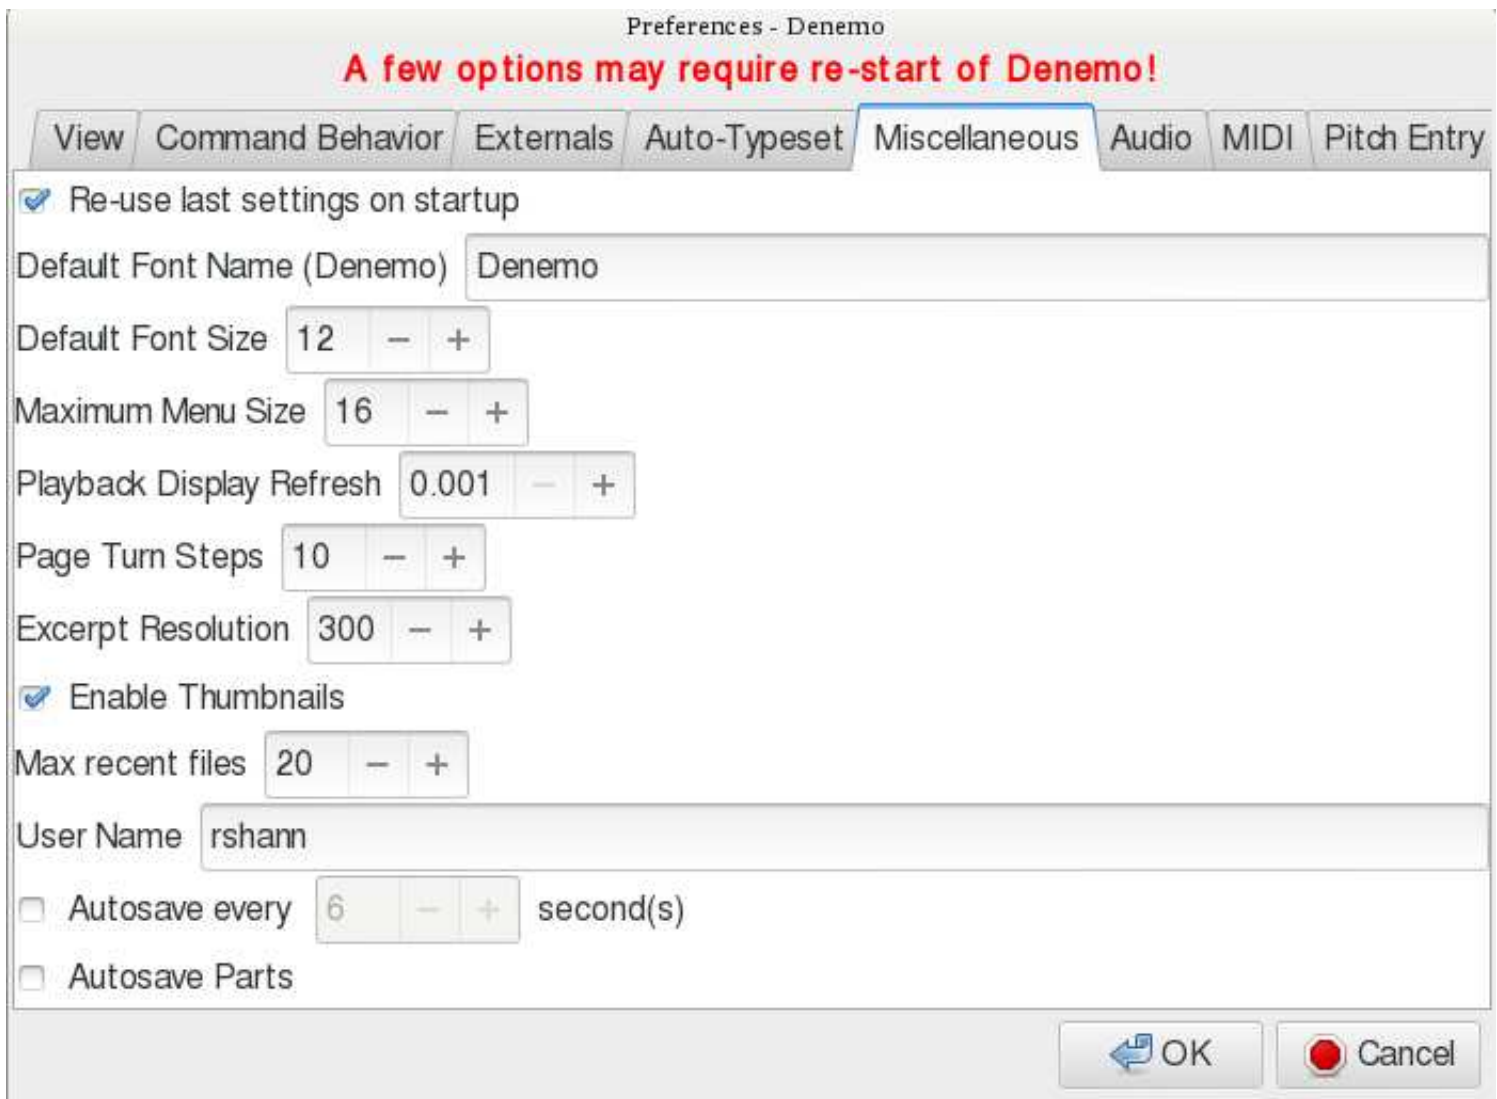 Preferences - Denemo
A few options may require re-start of Denemo!
View Command Behavior Externals Auto-Typeset Miscellaneous Audio MIDI Pitch Entry
Re-use last settings on startup
Default Font Name (Denemo) Denemo
Default Font Size 12 − +
Maximum Menu Size 16 − +
Playback Display Refresh 0.001 − +
Page Turn Steps 10 − +
Excerpt Resolution 300 − +
Enable Thumbnails
Max recent files 20 − +
User Name rshann
Autosave every 6 − + second(s)
Autosave Parts
OK Cancel